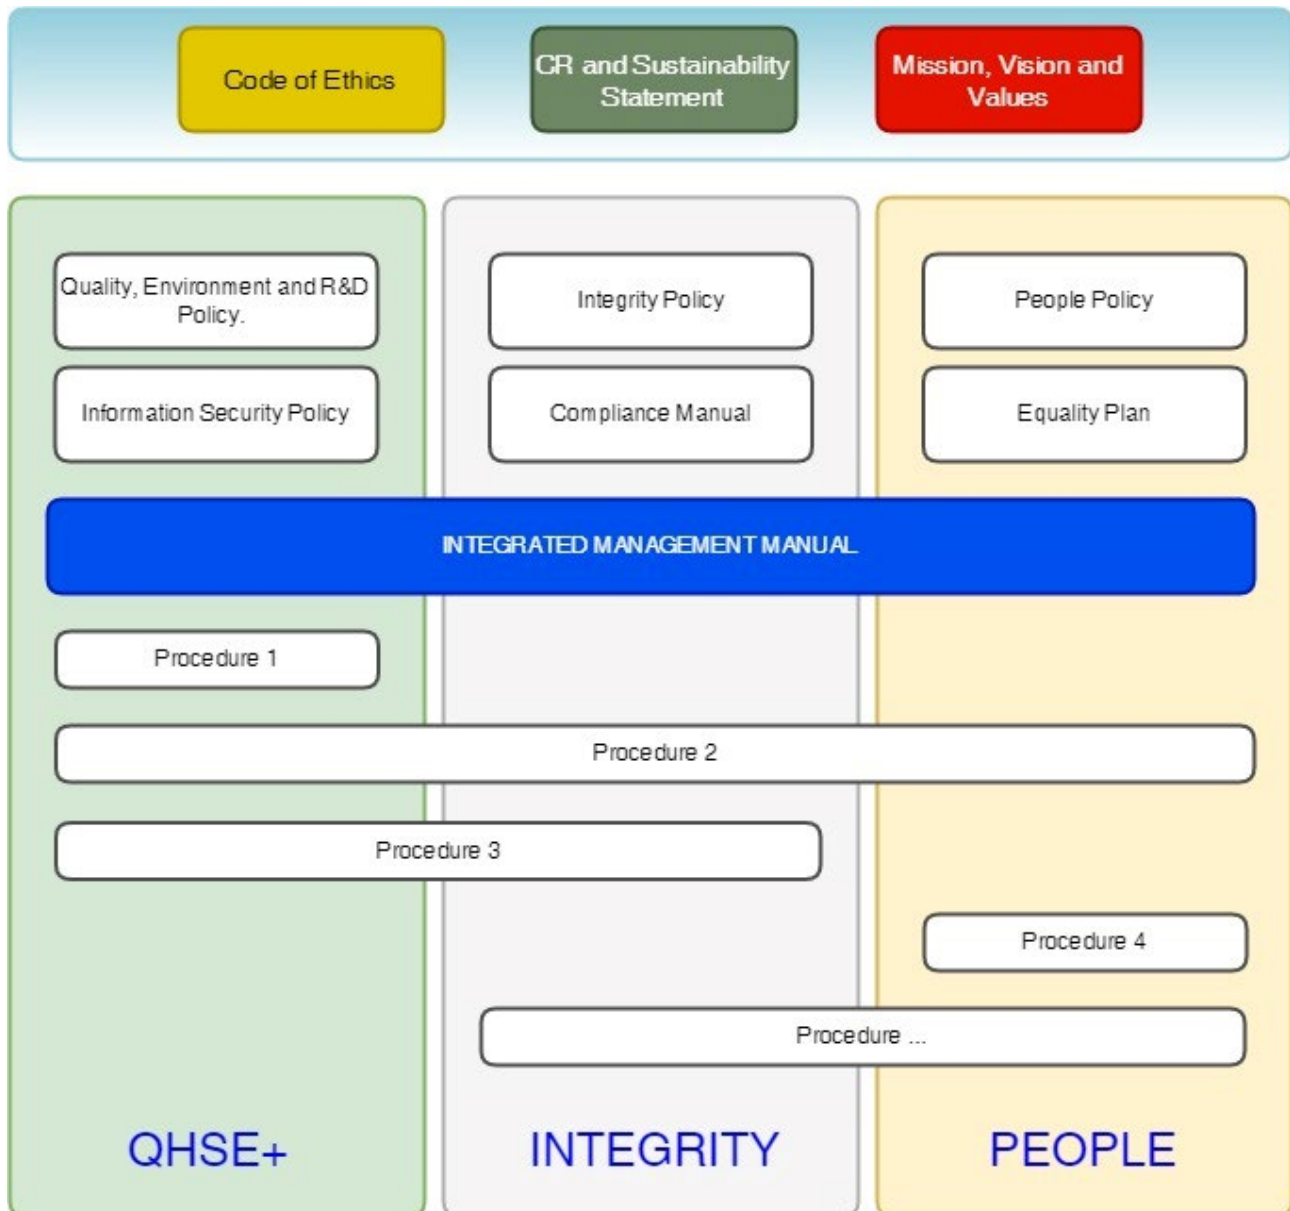 Code of Ethics
CR and Sustainability
Statement
Mission, Vision and
Values
Quality, Environment and R&D
Policy.
Integrity Policy
People Policy
Information Security Policy
Compliance Manual
Equality Plan
INTEGRATED MANAGEMENT MANUAL
Procedure 1
Procedure 2
Procedure 3
Procedure 4
Procedure ...
QHSE+
INTEGRITY
PEOPLE